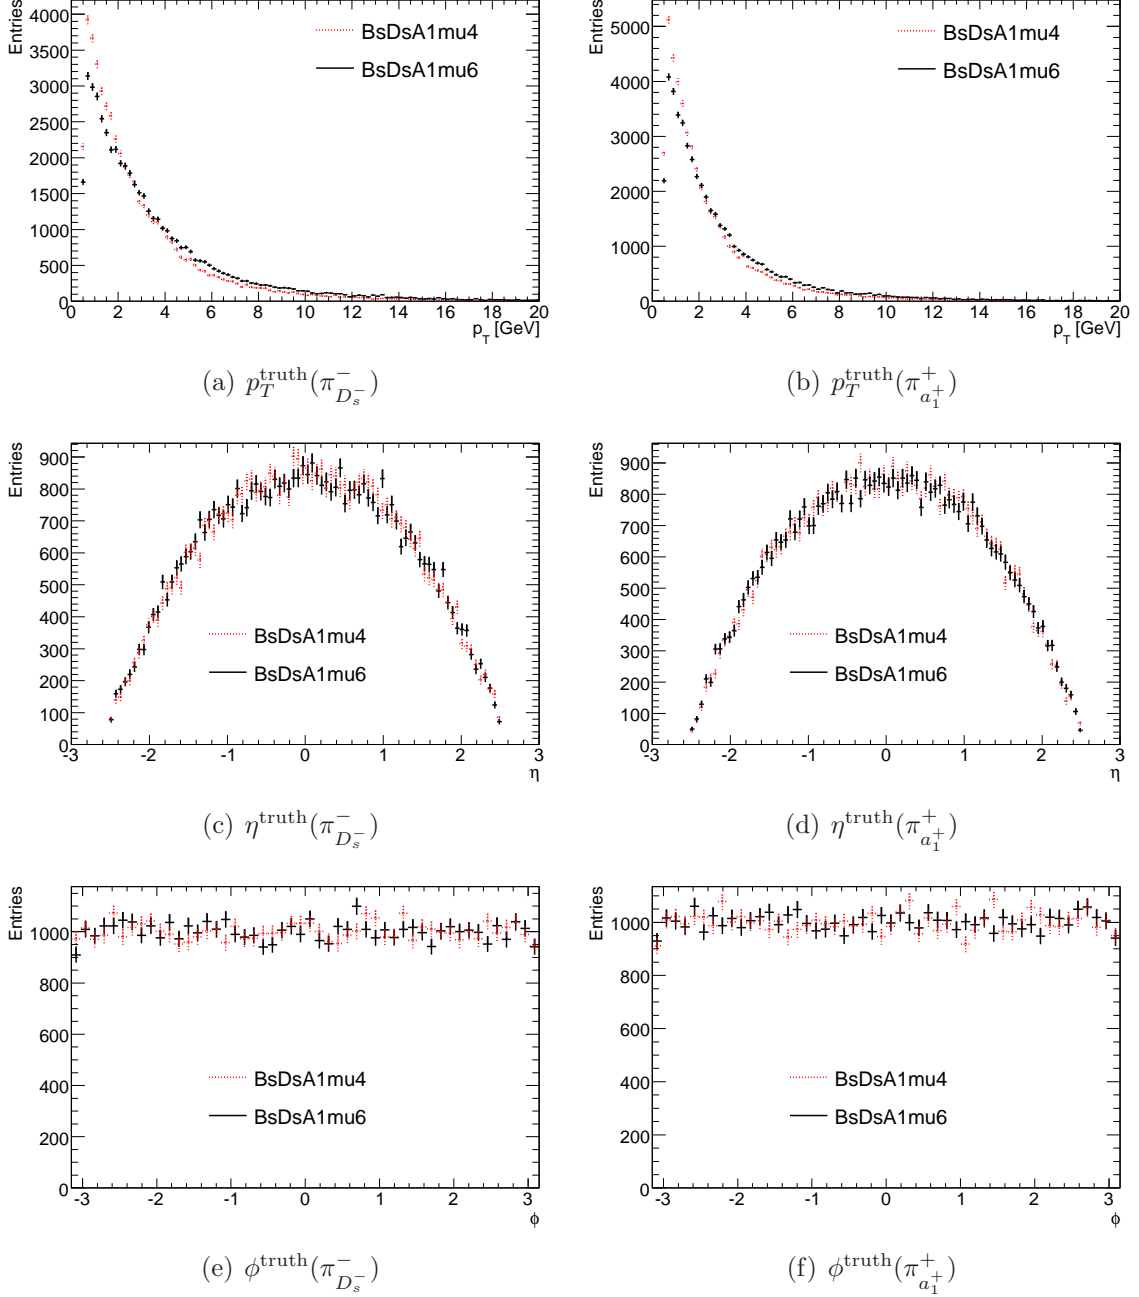 Entries
4000
3500
3000
2500
2000
1500
1000
500
0
BsDsA1mu4
BsDsA1mu6
0 2 4 6 8 10 12 14 16 18 20
p_T [GeV]
(a) p_T^truth(π^-_{D_s^-})
Entries
5000
4000
3000
2000
1000
0
BsDsA1mu4
BsDsA1mu6
0 2 4 6 8 10 12 14 16 18 20
p_T [GeV]
(b) p_T^truth(π^+_{a_1^+})
Entries
900
800
700
600
500
400
300
200
100
0
BsDsA1mu4
BsDsA1mu6
-3 -2 -1 0 1 2 3
η
(c) η^truth(π^-_{D_s^-})
Entries
900
800
700
600
500
400
300
200
100
0
BsDsA1mu4
BsDsA1mu6
-3 -2 -1 0 1 2 3
η
(d) η^truth(π^+_{a_1^+})
Entries
1000
800
600
400
200
0
BsDsA1mu4
BsDsA1mu6
-3 -2 -1 0 1 2 3
ϕ
(e) ϕ^truth(π^-_{D_s^-})
Entries
1000
800
600
400
200
0
BsDsA1mu4
BsDsA1mu6
-3 -2 -1 0 1 2 3
ϕ
(f) ϕ^truth(π^+_{a_1^+})